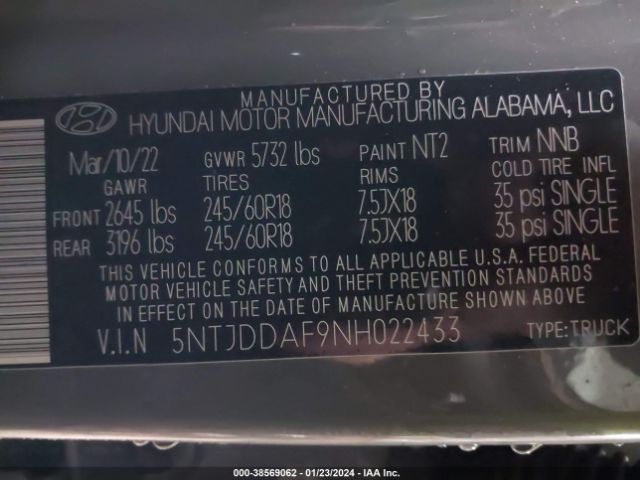 MANUFACTURED BY
HYUNDAI MOTOR MANUFACTURING ALABAMA, LLC
Mar/10/22 GVWR 5732 lbs PAINT NT2 TRIM NNB
GAWR TIRES RIMS COLD TIRE INFL
FRONT 2645 lbs 245/60R18 7.5JX18 35 psi SINGLE
REAR 3196 lbs 245/60R18 7.5JX18 35 psi SINGLE
THIS VEHICLE CONFORMS TO ALL APPLICABLE U.S.A. FEDERAL
MOTOR VEHICLE SAFETY AND THEFT PREVENTION STANDARDS
IN EFFECT ON THE DATE OF MANUFACTURE SHOWN ABOVE.
V.I.N 5NTJDDAF9NH022433 TYPE:TRUCK
000-38569062 - 01/23/2024 - IAA Inc.